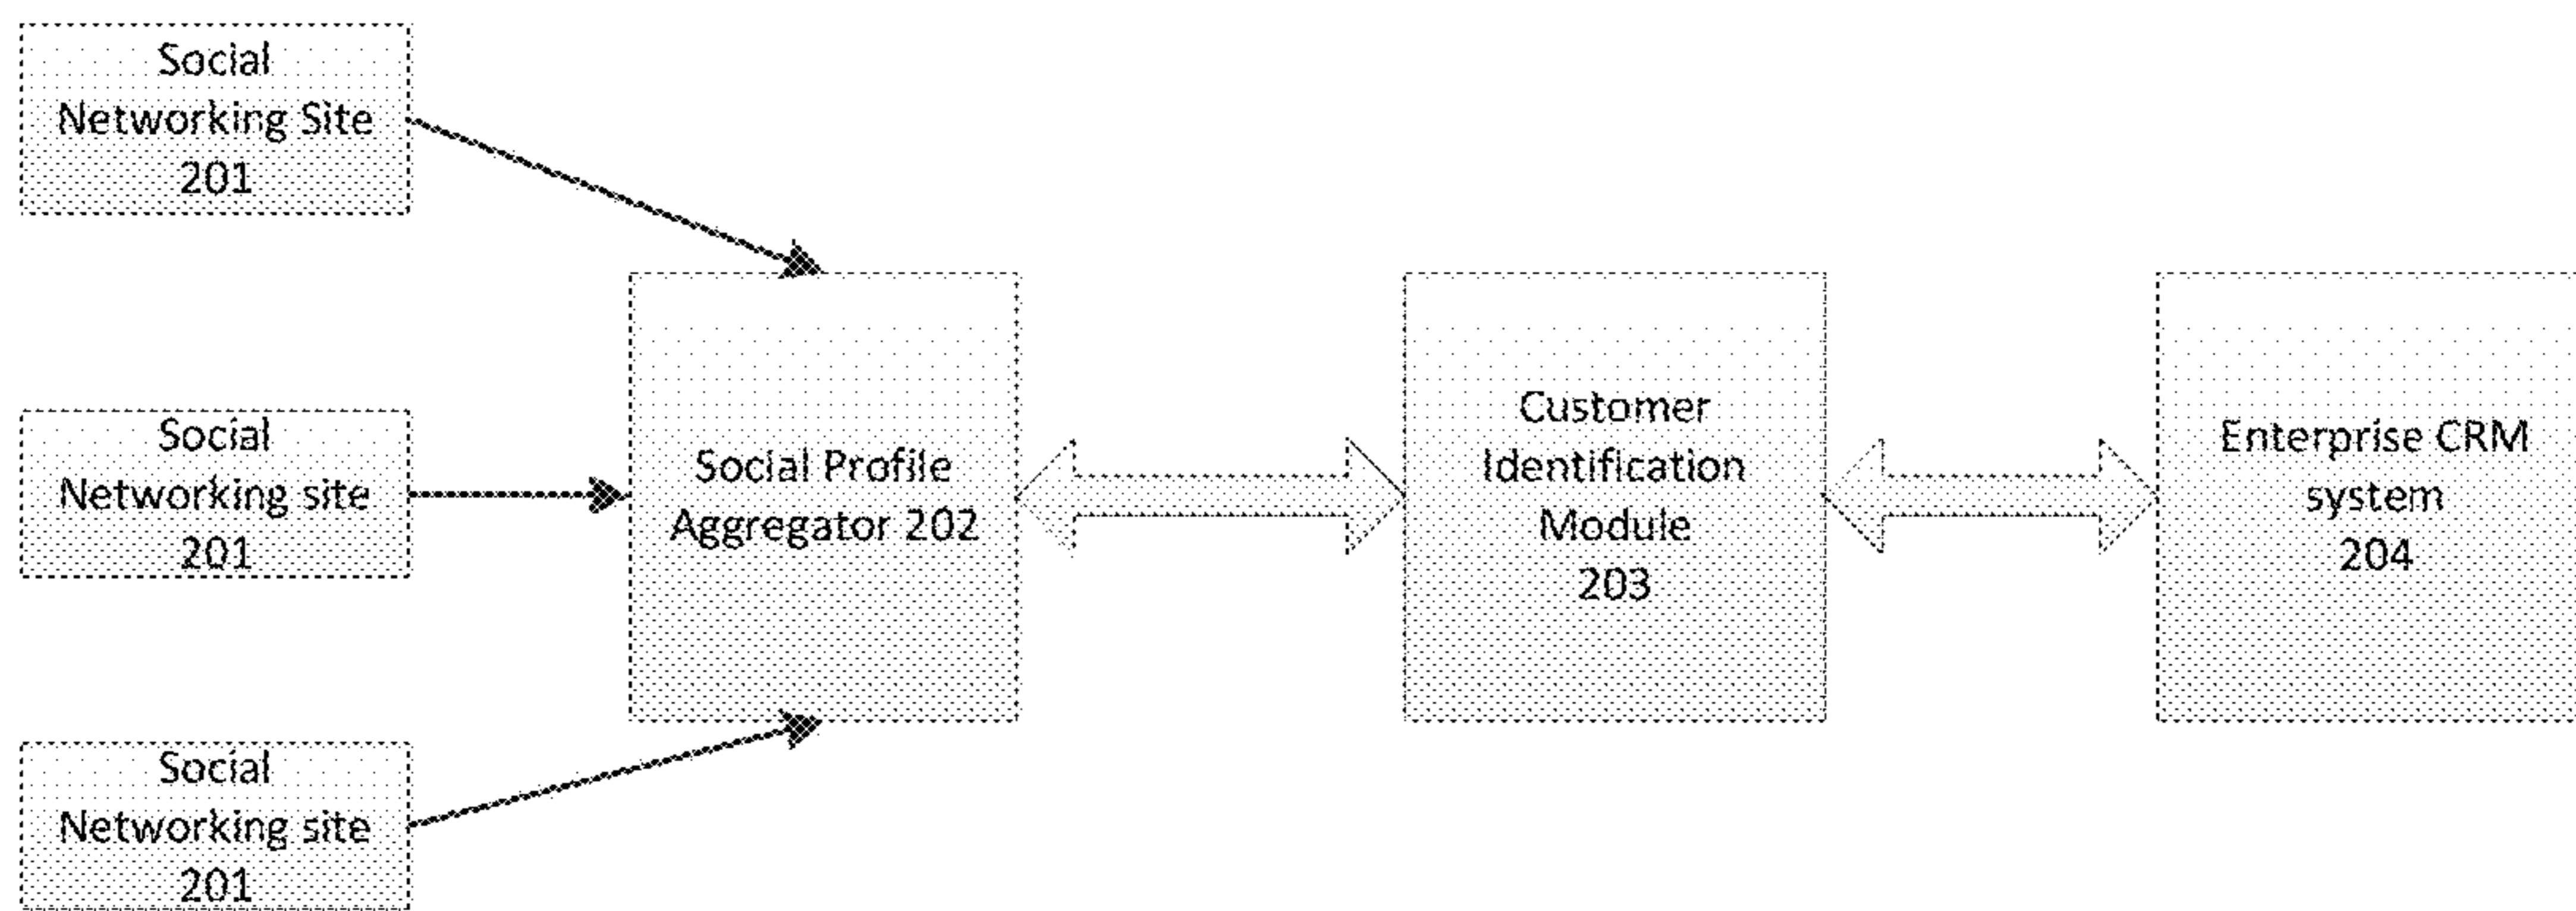 Social
Networking Site
201
Social
Networking site
201
Social
Networking site
201
Social Profile
Aggregator 202
Customer
Identification
Module
203
Enterprise CRM
system
204